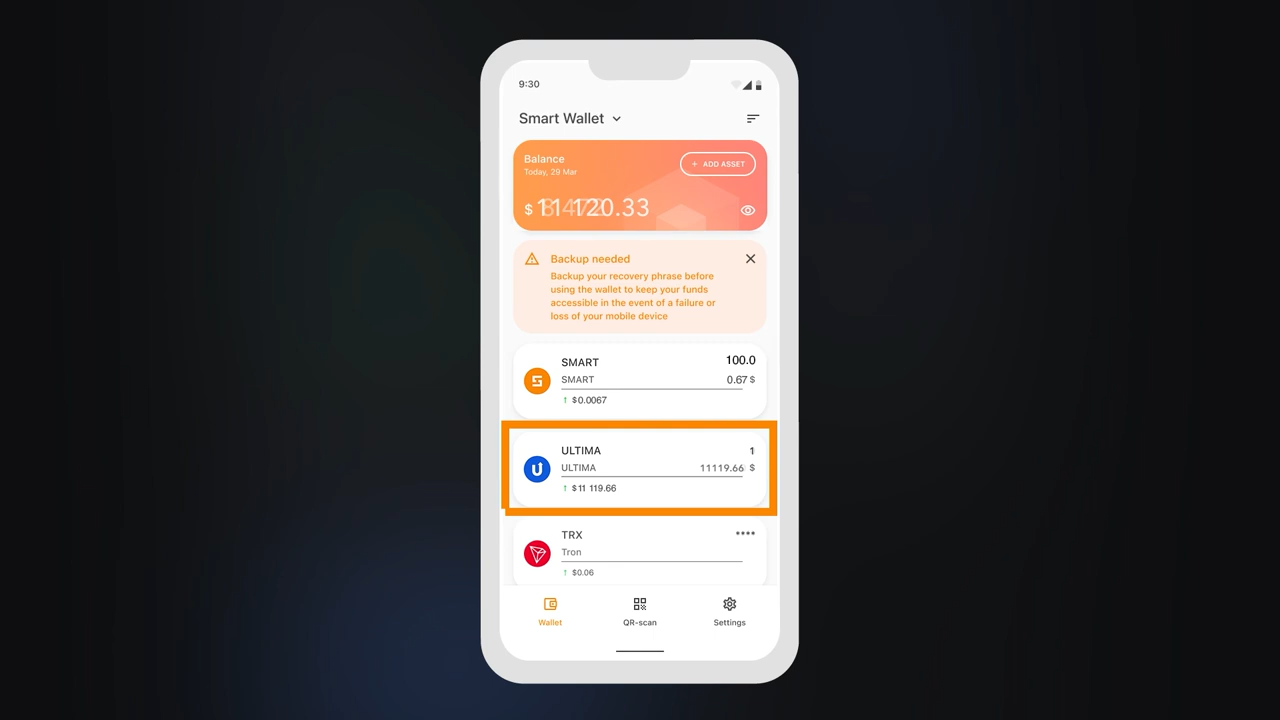 9:30
Smart Wallet
Balance
Today, 29 Mar
+ ADD ASSET
$ 11 120.33
Backup needed
Backup your recovery phrase before
using the wallet to keep your funds
accessible in the event of a failure or
loss of your mobile device
SMART 100.0
SMART 0.67 $
↑ $0.0067
ULTIMA 1
ULTIMA 11119.66 $
↑ $11 119.66
TRX ****
Tron
↑ $0.06
Wallet QR-scan Settings